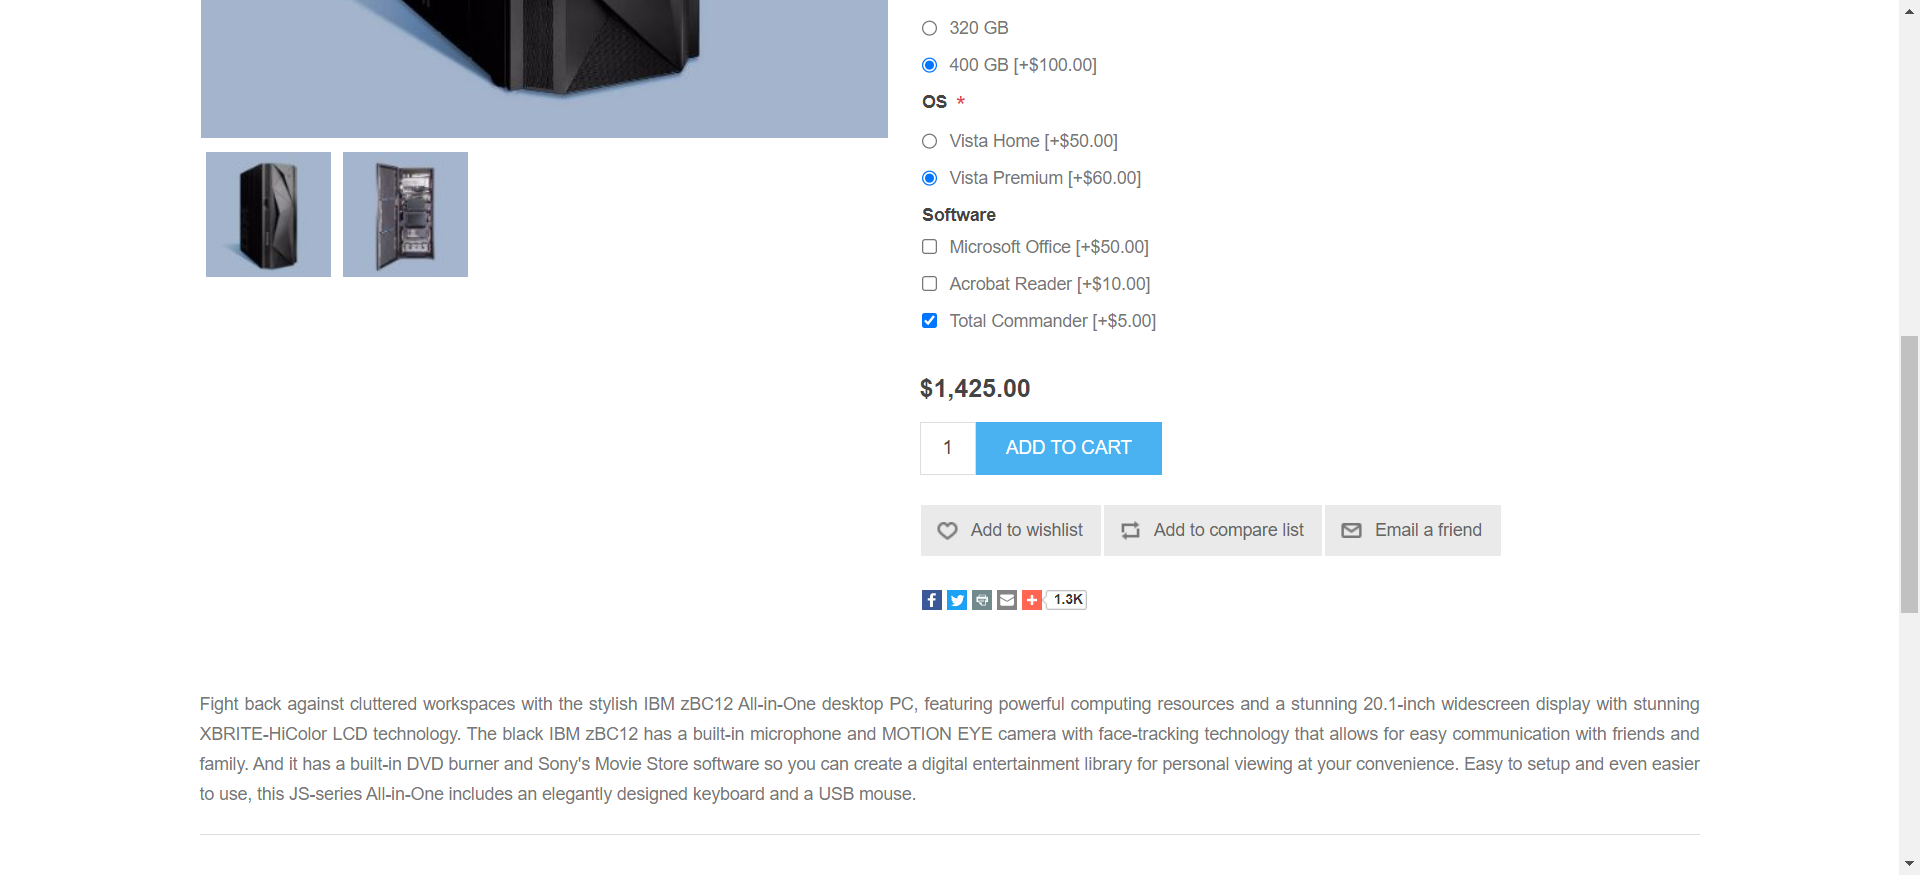 320 GB
400 GB [+$100.00]
OS *
Vista Home [+$50.00]
Vista Premium [+$60.00]
Software
Microsoft Office [+$50.00]
Acrobat Reader [+$10.00]
Total Commander [+$5.00]
$1,425.00
1 ADD TO CART
Add to wishlist Add to compare list Email a friend
1.3K
Fight back against cluttered workspaces with the stylish IBM zBC12 All-in-One desktop PC, featuring powerful computing resources and a stunning 20.1-inch widescreen display with stunning
XBRITE-HiColor LCD technology. The black IBM zBC12 has a built-in microphone and MOTION EYE camera with face-tracking technology that allows for easy communication with friends and
family. And it has a built-in DVD burner and Sony's Movie Store software so you can create a digital entertainment library for personal viewing at your convenience. Easy to setup and even easier
to use, this JS-series All-in-One includes an elegantly designed keyboard and a USB mouse.